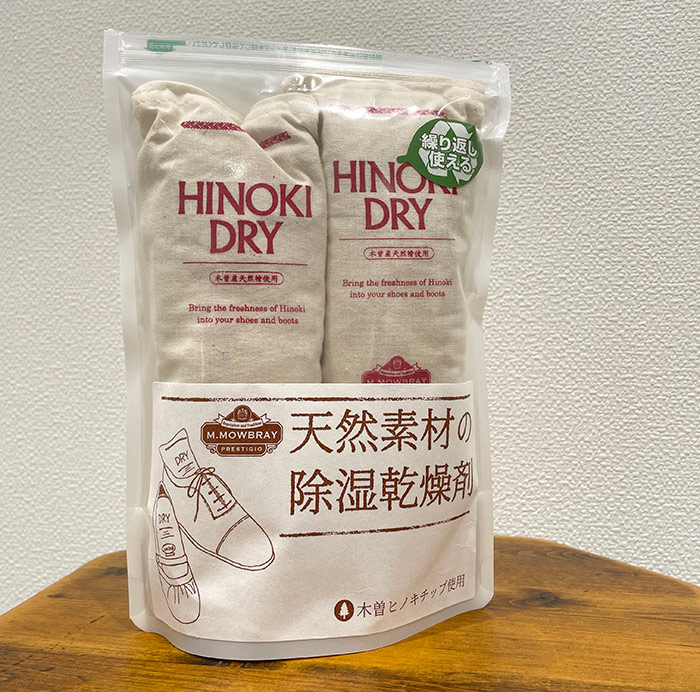 HINOKI
DRY
木曽産天然檜使用
Bring the freshness of Hinoki
into your shoes and boots
HINOKI
DRY
木曽産天然檜使用
Bring the freshness of Hinoki
into your shoes and boots
M.MOWBRAY
繰り返し
使える
M.MOWBRAY
PRESTIGIO
天然素材の
除湿乾燥剤
DRY
DRY
木曽ヒノキチップ使用